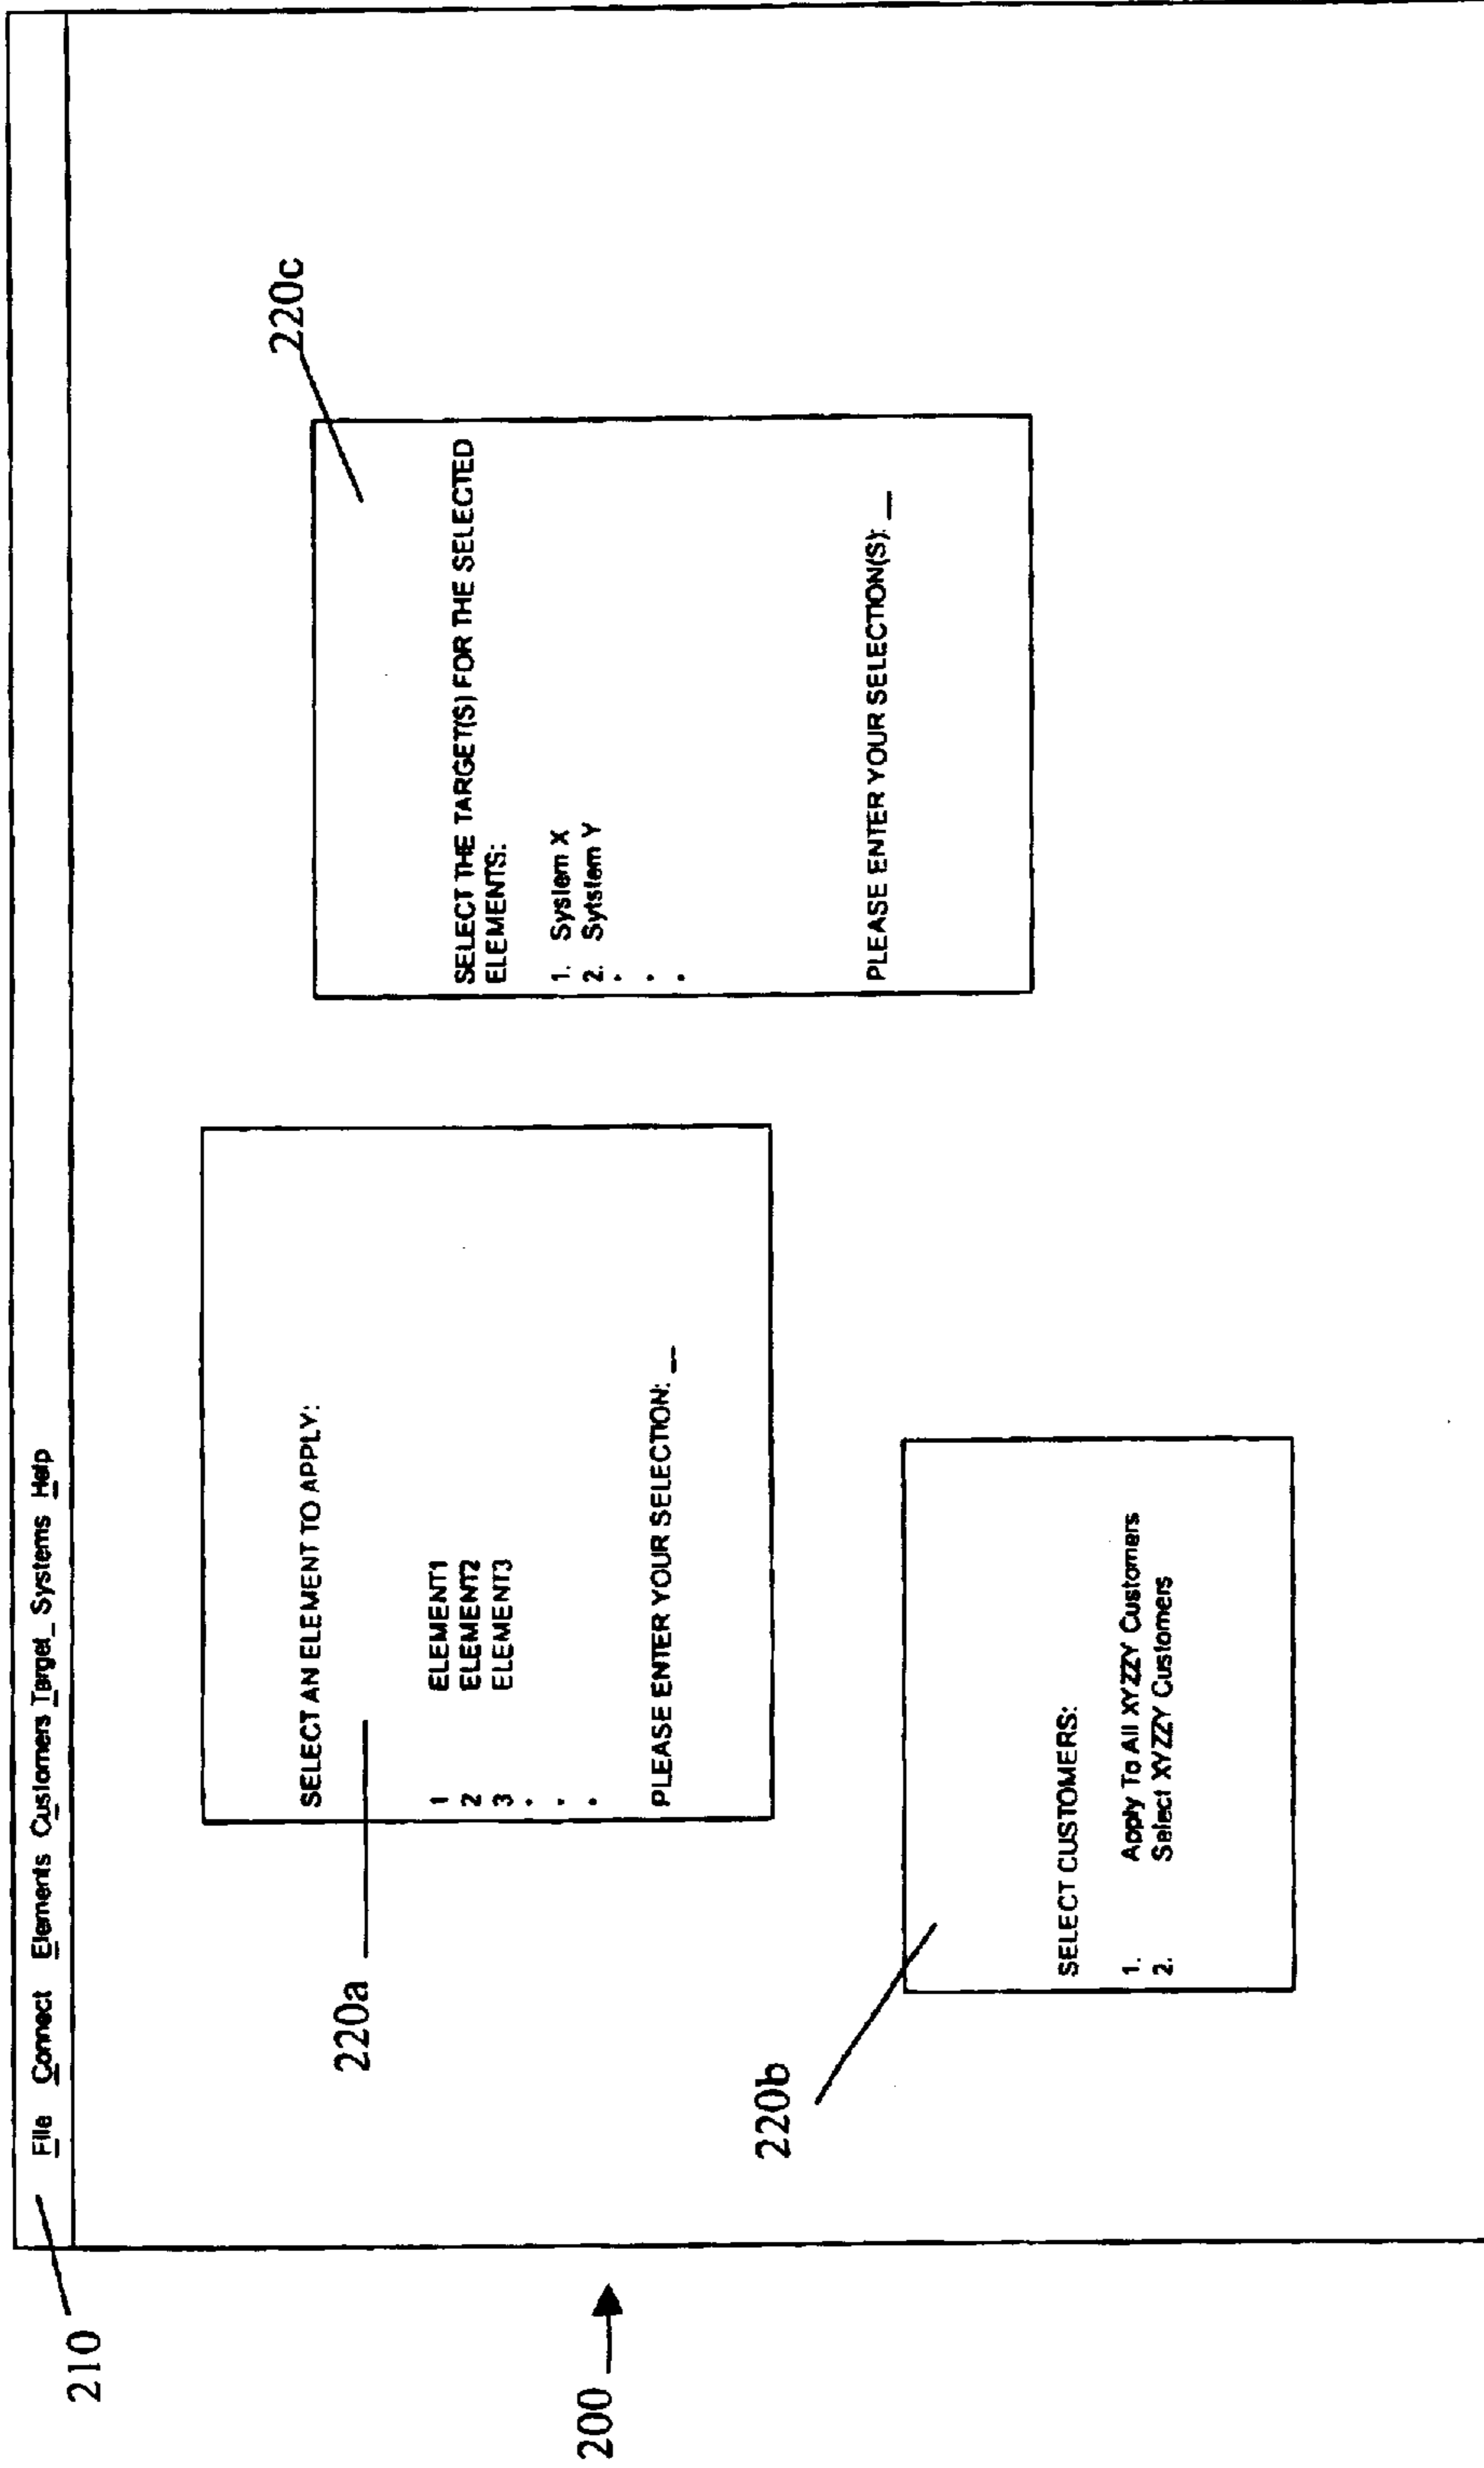 210
File Connect Elements Customers Target_ Systems Help
200
220a
SELECT AN ELEMENT TO APPLY:
1 ELEMENT1
2 ELEMENT2
3 ELEMENT3
.
.
.
PLEASE ENTER YOUR SELECTION: __
220b
SELECT CUSTOMERS:
1. Apply To All XYZZY Customers
2. Select XYZZY Customers
220c
SELECT THE TARGET(S) FOR THE SELECTED
ELEMENTS:
1. System X
2. Sytstem Y
.
.
.
PLEASE ENTER YOUR SELECTION(S): __